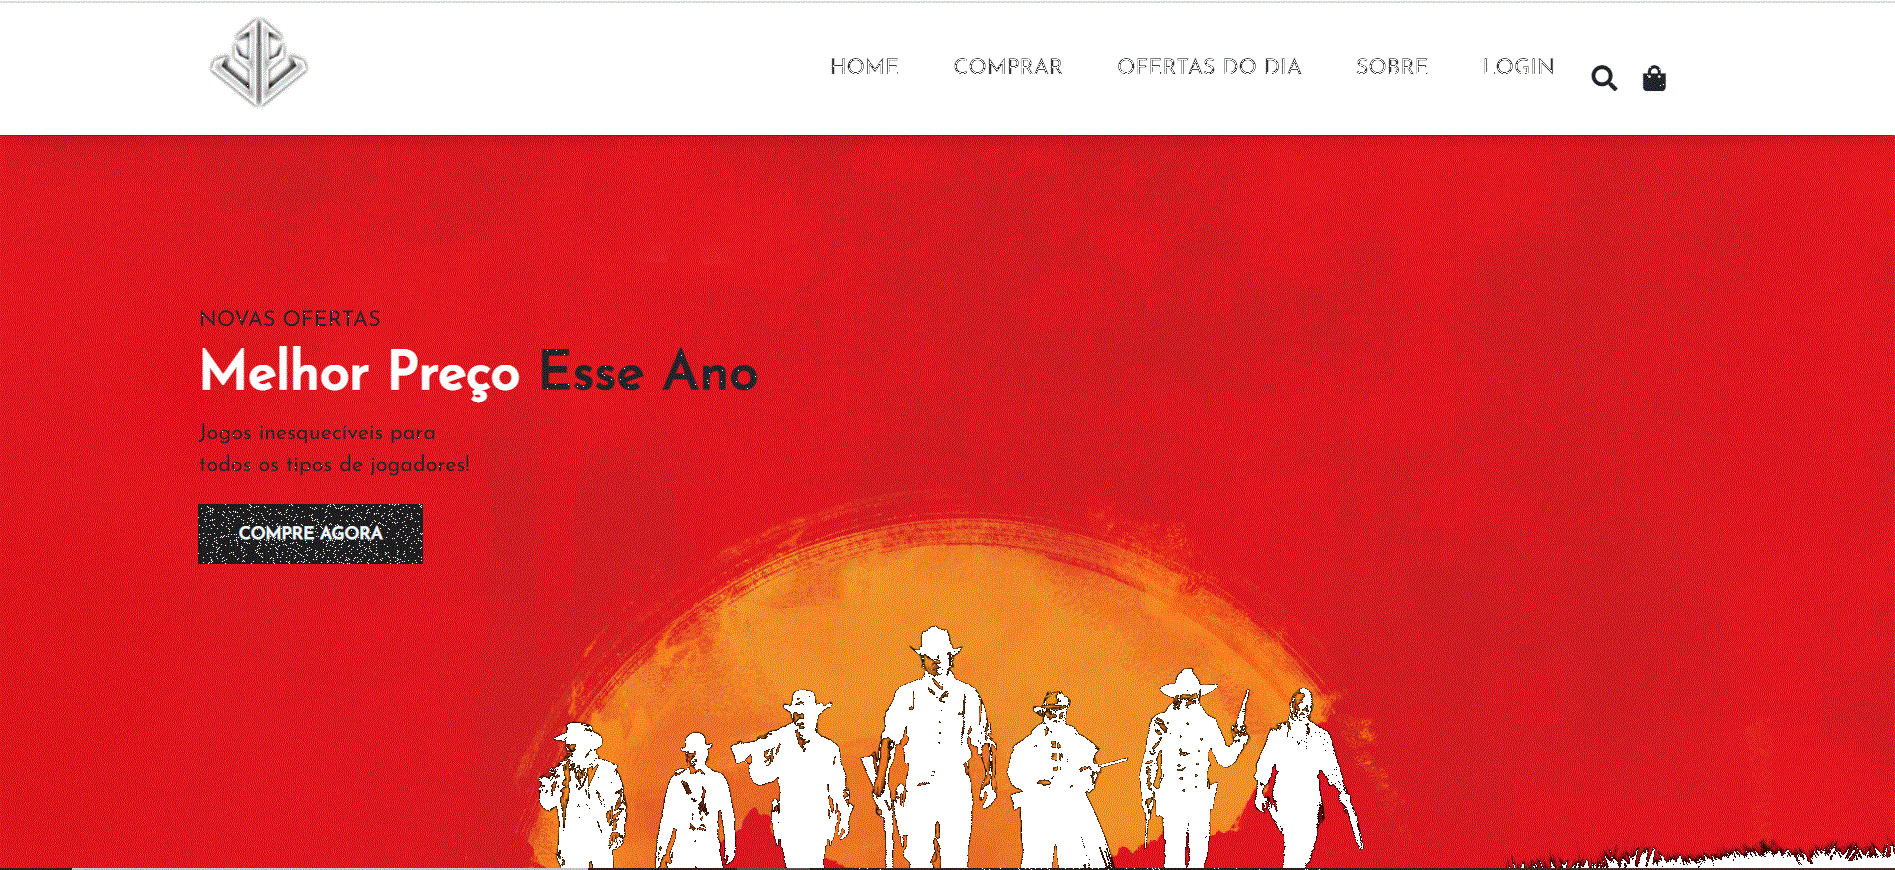 HOME COMPRAR OFERTAS DO DIA SOBRE LOGIN
NOVAS OFERTAS
Melhor Preço Esse Ano
Jogos inesquecíveis para
todos os tipos de jogadores!
COMPRE AGORA